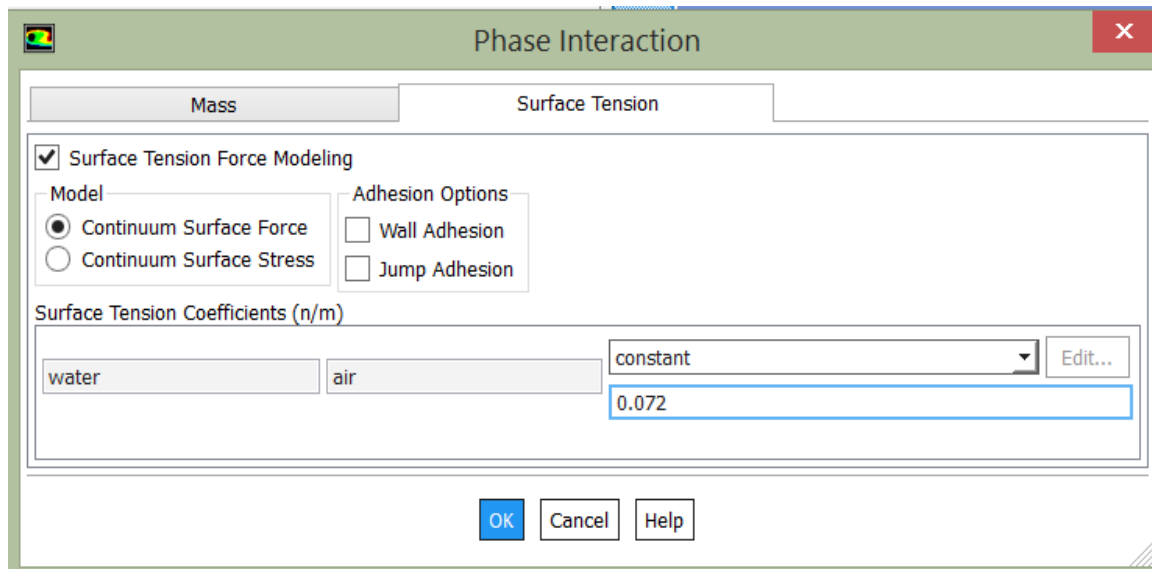 Phase Interaction
Mass Surface Tension
Surface Tension Force Modeling
Model Adhesion Options
Continuum Surface Force Wall Adhesion
Continuum Surface Stress Jump Adhesion
Surface Tension Coefficients (n/m)
water air constant Edit...
0.072
OK Cancel Help